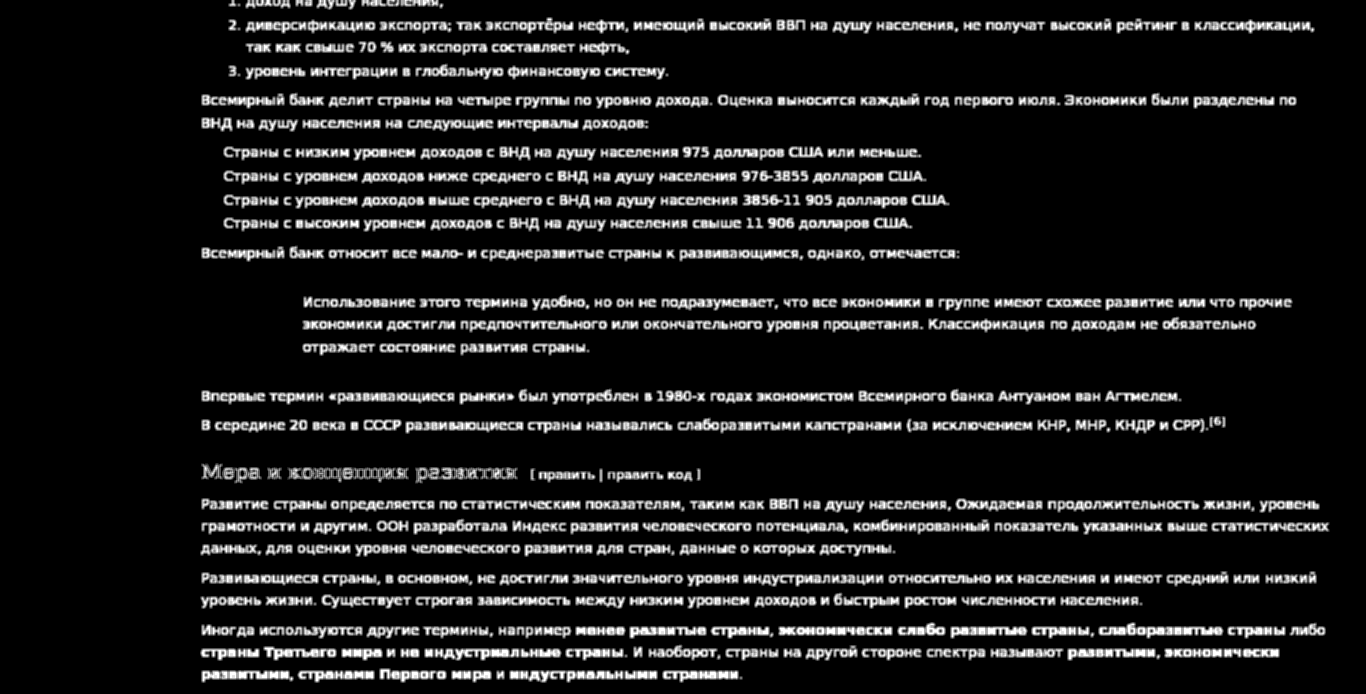 1. доход на душу населения,
2. диверсификацию экспорта; так экспортёры нефти, имеющий высокий ВВП на душу населения, не получат высокий рейтинг в классификации,
так как свыше 70 % их экспорта составляет нефть,
3. уровень интеграции в глобальную финансовую систему.
Всемирный банк делит страны на четыре группы по уровню дохода. Оценка выносится каждый год первого июля. Экономики были разделены по
ВНД на душу населения на следующие интервалы доходов:
Страны с низким уровнем доходов с ВНД на душу населения 975 долларов США или меньше.
Страны с уровнем доходов ниже среднего с ВНД на душу населения 976-3855 долларов США.
Страны с уровнем доходов выше среднего с ВНД на душу населения 3856-11 905 долларов США.
Страны с высоким уровнем доходов с ВНД на душу населения свыше 11 906 долларов США.
Всемирный банк относит все мало- и среднеразвитые страны к развивающимся, однако, отмечается:
Использование этого термина удобно, но он не подразумевает, что все экономики в группе имеют схожее развитие или что прочие
экономики достигли предпочтительного или окончательного уровня процветания. Классификация по доходам не обязательно
отражает состояние развития страны.
Впервые термин «развивающиеся рынки» был употреблен в 1980-х годах экономистом Всемирного банка Антуаном ван Агтмелем.
В середине 20 века в СССР развивающиеся страны назывались слаборазвитыми капстранами (за исключением КНР, МНР, КНДР и СРР).[6]
Мера и концепция развития [ править | править код ]
Развитие страны определяется по статистическим показателям, таким как ВВП на душу населения, Ожидаемая продолжительность жизни, уровень
грамотности и другим. ООН разработала Индекс развития человеческого потенциала, комбинированный показатель указанных выше статистических
данных, для оценки уровня человеческого развития для стран, данные о которых доступны.
Развивающиеся страны, в основном, не достигли значительного уровня индустриализации относительно их населения и имеют средний или низкий
уровень жизни. Существует строгая зависимость между низким уровнем доходов и быстрым ростом численности населения.
Иногда используются другие термины, например менее развитые страны, экономически слабо развитые страны, слаборазвитые страны либо
страны Третьего мира и не индустриальные страны. И наоборот, страны на другой стороне спектра называют развитыми, экономически
развитыми, странами Первого мира и индустриальными странами.